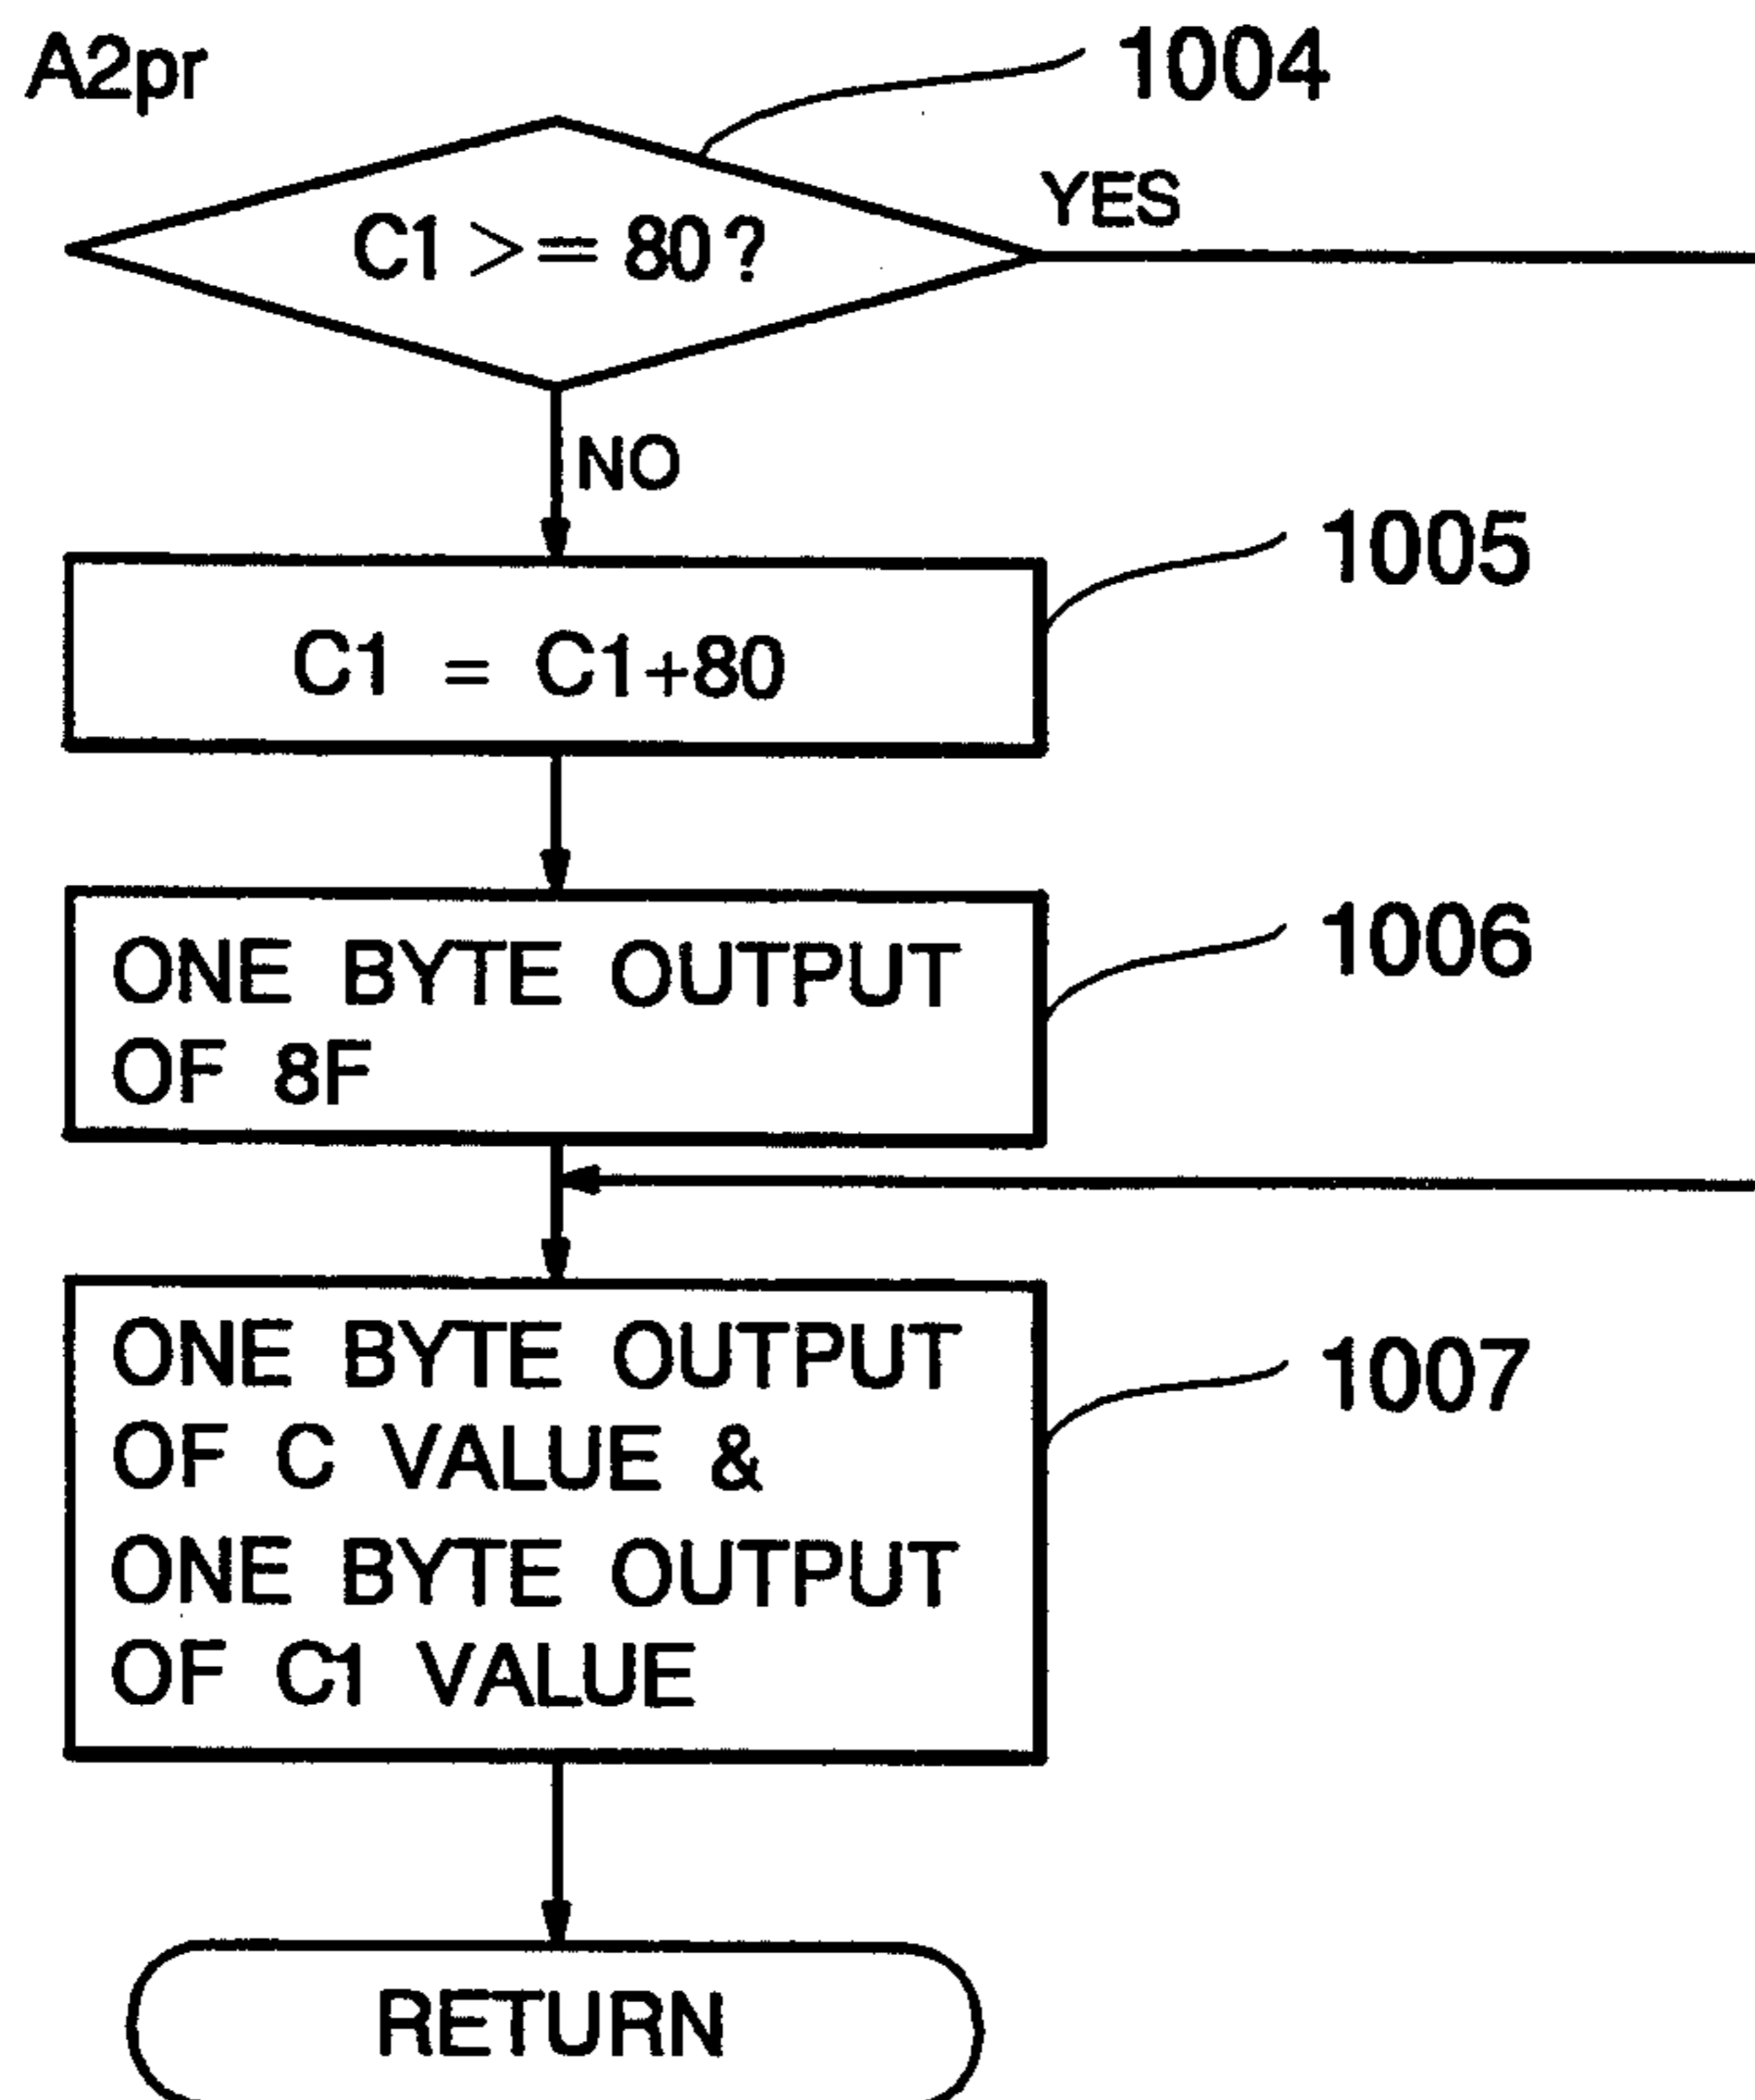 A2pr
1004
C1 >= 80?
YES
NO
1005
C1 = C1+80
1006
ONE BYTE OUTPUT
OF 8F
1007
ONE BYTE OUTPUT
OF C VALUE &
ONE BYTE OUTPUT
OF C1 VALUE
RETURN